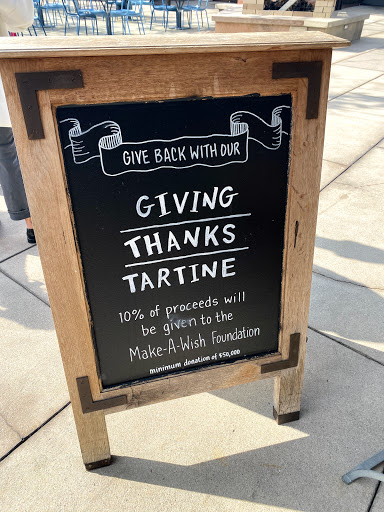 GIVE BACK WITH OUR
GIVING
THANKS
TARTINE
10% of proceeds will
be given to the
Make-A-Wish Foundation
minimum donation of $50,000